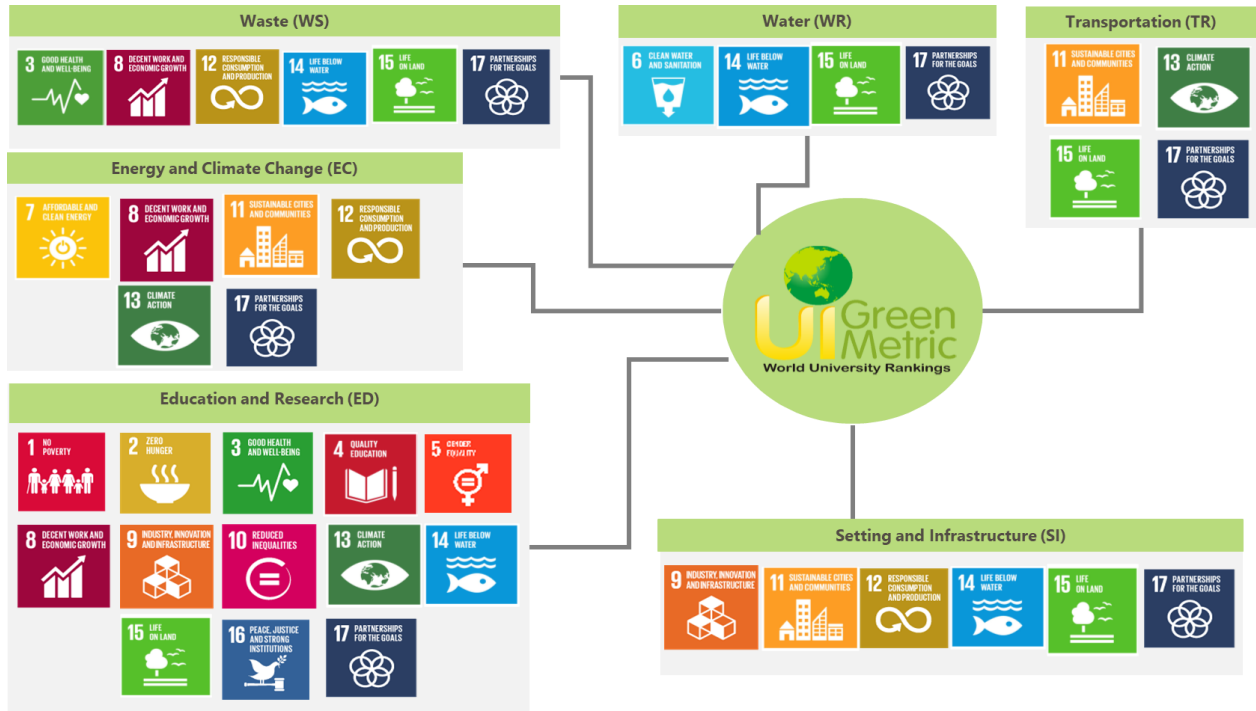 Waste (WS)
3 GOOD HEALTH
AND WELL-BEING
8 DECENT WORK AND
ECONOMIC GROWTH
12 RESPONSIBLE
CONSUMPTION
AND PRODUCTION
14 LIFE BELOW
WATER
15 LIFE
ON LAND
17 PARTNERSHIPS
FOR THE GOALS
Water (WR)
6 CLEAN WATER
AND SANITATION
14 LIFE BELOW
WATER
15 LIFE
ON LAND
17 PARTNERSHIPS
FOR THE GOALS
Transportation (TR)
11 SUSTAINABLE CITIES
AND COMMUNITIES
13 CLIMATE
ACTION
15 LIFE
ON LAND
17 PARTNERSHIPS
FOR THE GOALS
Energy and Climate Change (EC)
7 AFFORDABLE AND
CLEAN ENERGY
8 DECENT WORK AND
ECONOMIC GROWTH
11 SUSTAINABLE CITIES
AND COMMUNITIES
12 RESPONSIBLE
CONSUMPTION
AND PRODUCTION
13 CLIMATE
ACTION
17 PARTNERSHIPS
FOR THE GOALS
UI Green
Metric
World University Rankings
Education and Research (ED)
1 NO
POVERTY
2 ZERO
HUNGER
3 GOOD HEALTH
AND WELL-BEING
4 QUALITY
EDUCATION
5 GENDER
EQUALITY
8 DECENT WORK AND
ECONOMIC GROWTH
9 INDUSTRY, INNOVATION
AND INFRASTRUCTURE
10 REDUCED
INEQUALITIES
13 CLIMATE
ACTION
14 LIFE BELOW
WATER
15 LIFE
ON LAND
16 PEACE, JUSTICE
AND STRONG
INSTITUTIONS
17 PARTNERSHIPS
FOR THE GOALS
Setting and Infrastructure (SI)
9 INDUSTRY, INNOVATION
AND INFRASTRUCTURE
11 SUSTAINABLE CITIES
AND COMMUNITIES
12 RESPONSIBLE
CONSUMPTION
AND PRODUCTION
14 LIFE BELOW
WATER
15 LIFE
ON LAND
17 PARTNERSHIPS
FOR THE GOALS